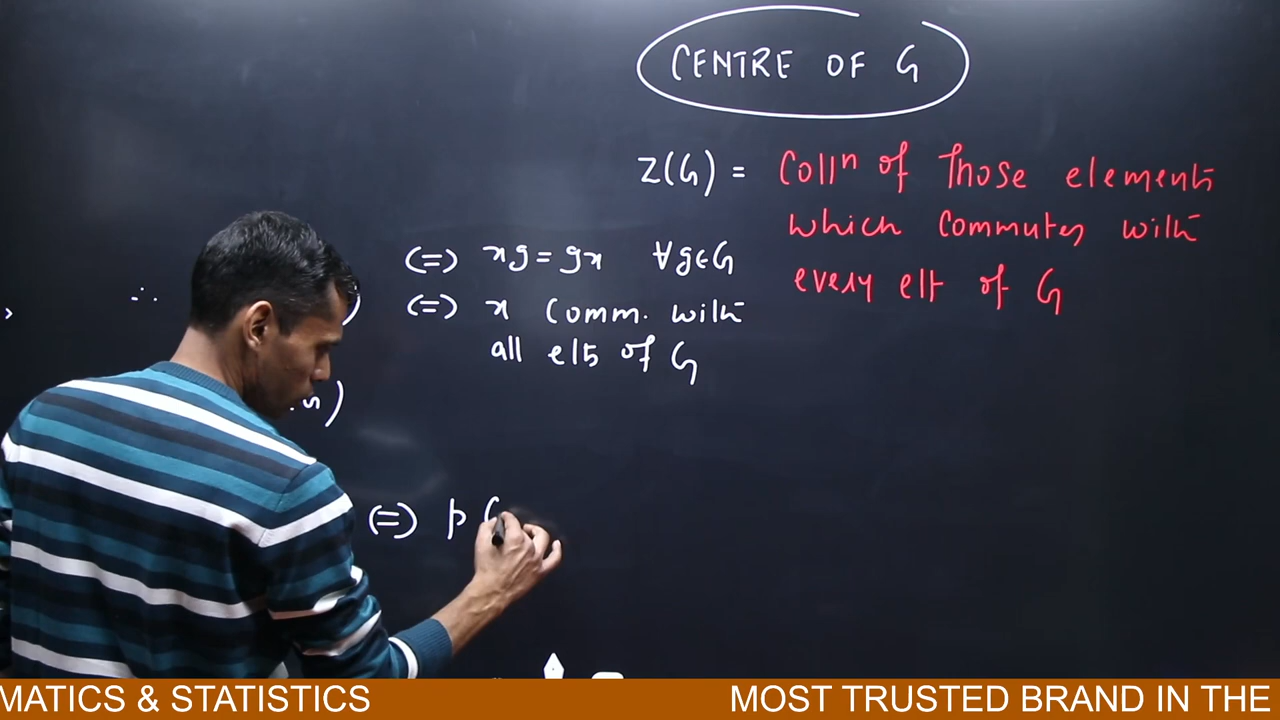 CENTRE OF G
Z(G) = Collⁿ of those elements
which commutes with
every elt of G
∴ ) (=) xg = gx ∀g∈G
(=) x Comm. with
all elts of G
(=) p (
MATICS & STATISTICS MOST TRUSTED BRAND IN THE